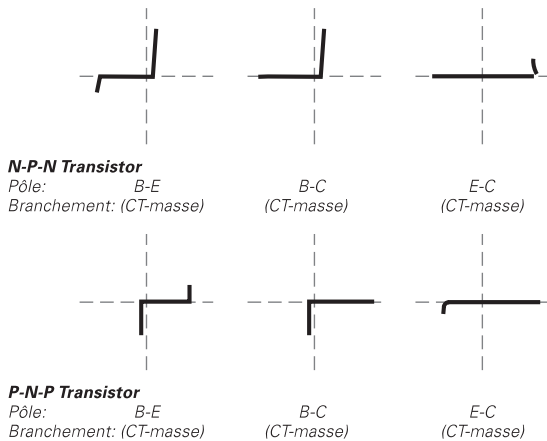 N-P-N Transistor
Pôle: B-E B-C E-C
Branchement: (CT-masse) (CT-masse) (CT-masse)
P-N-P Transistor
Pôle: B-E B-C E-C
Branchement: (CT-masse) (CT-masse) (CT-masse)